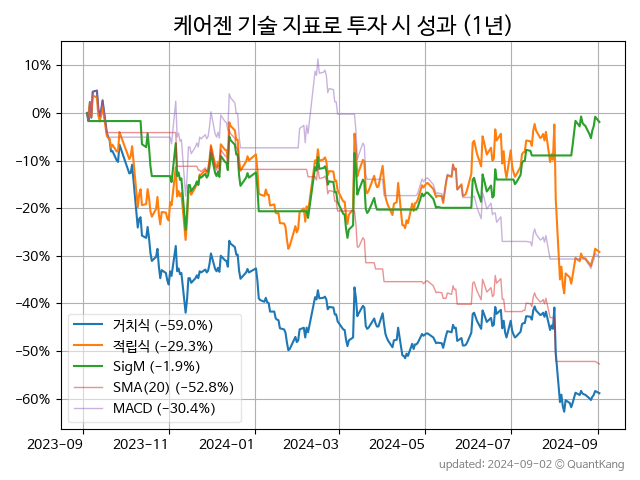 케어젠 기술 지표로 투자 시 성과 (1년)
10%
0%
−10%
−20%
−30%
−40%
−50%
−60%
거치식 (−59.0%)
적립식 (−29.3%)
SigM (−1.9%)
SMA(20) (−52.8%)
MACD (−30.4%)
2023-09 2023-11 2024-01 2024-03 2024-05 2024-07 2024-09
updated: 2024-09-02 ⓒ QuantKang